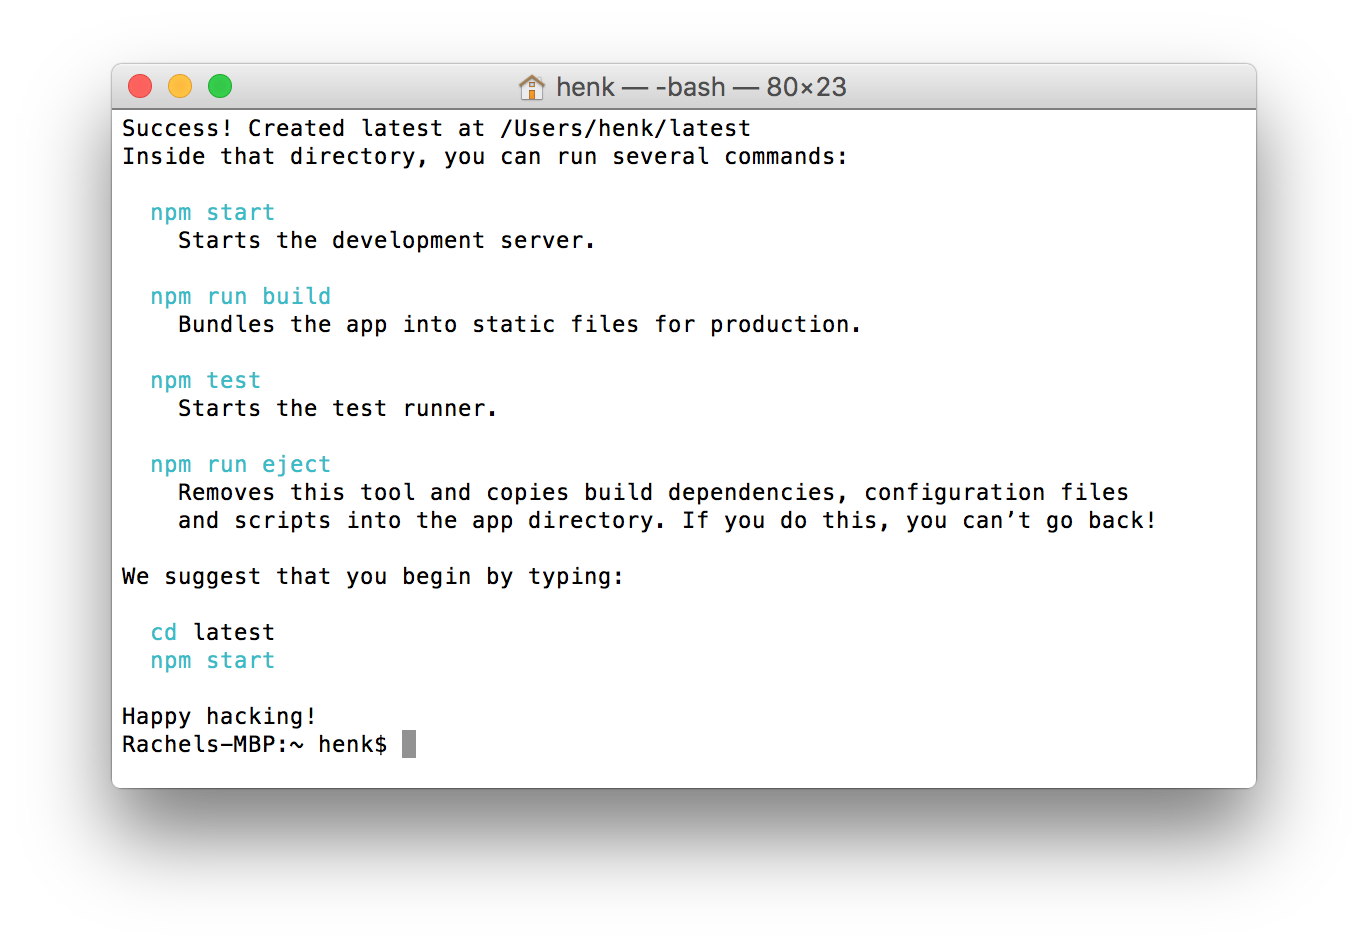 henk — -bash — 80×23
Success! Created latest at /Users/henk/latest
Inside that directory, you can run several commands:
npm start
Starts the development server.
npm run build
Bundles the app into static files for production.
npm test
Starts the test runner.
npm run eject
Removes this tool and copies build dependencies, configuration files
and scripts into the app directory. If you do this, you can’t go back!
We suggest that you begin by typing:
cd latest
npm start
Happy hacking!
Rachels-MBP:~ henk$